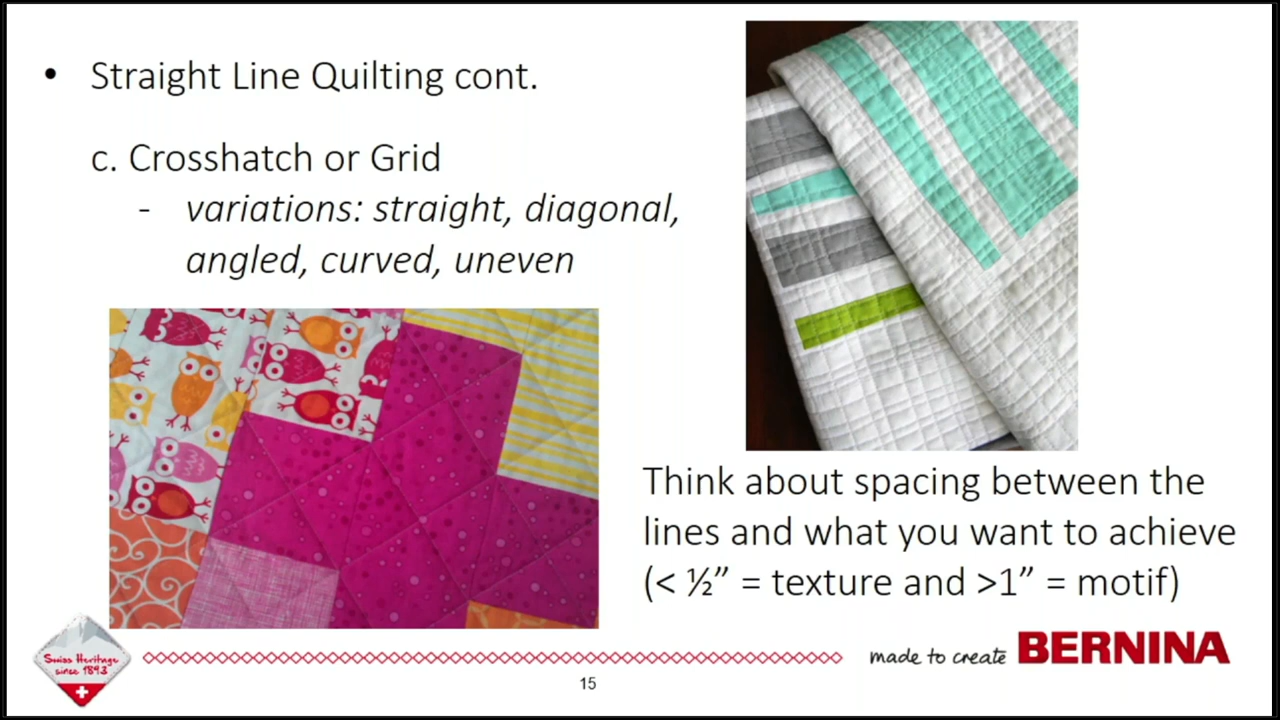 • Straight Line Quilting cont.
c. Crosshatch or Grid
- variations: straight, diagonal,
angled, curved, uneven
Think about spacing between the
lines and what you want to achieve
(< ½” = texture and >1” = motif)
Swiss Heritage
since 1893
made to create BERNINA
15